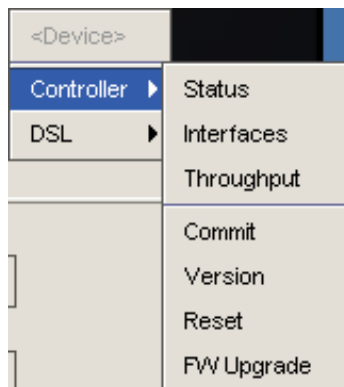 <Device>
Controller
DSL
Status
Interfaces
Throughput
Commit
Version
Reset
FW Upgrade